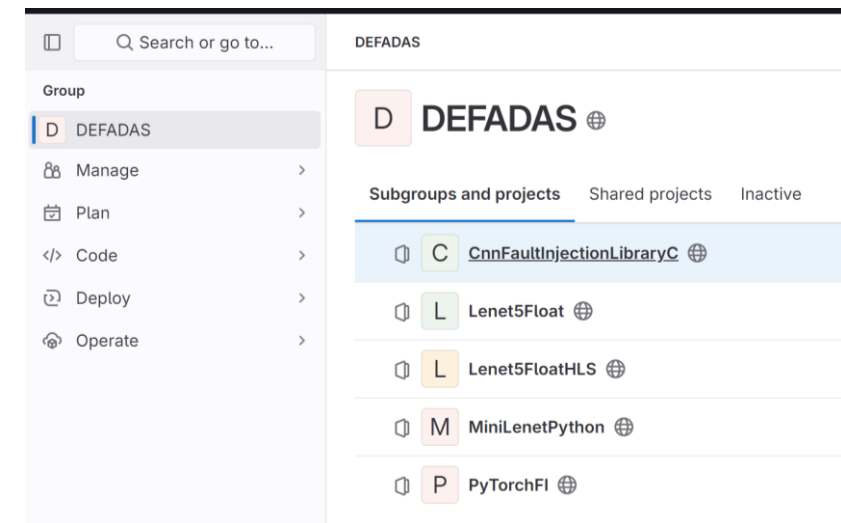 Search or go to...
Group
D DEFADAS
Manage
Plan
Code
Deploy
Operate
DEFADAS
D DEFADAS
Subgroups and projects Shared projects Inactive
C CnnFaultInjectionLibraryC
L Lenet5Float
L Lenet5FloatHLS
M MiniLenetPython
P PyTorchFI